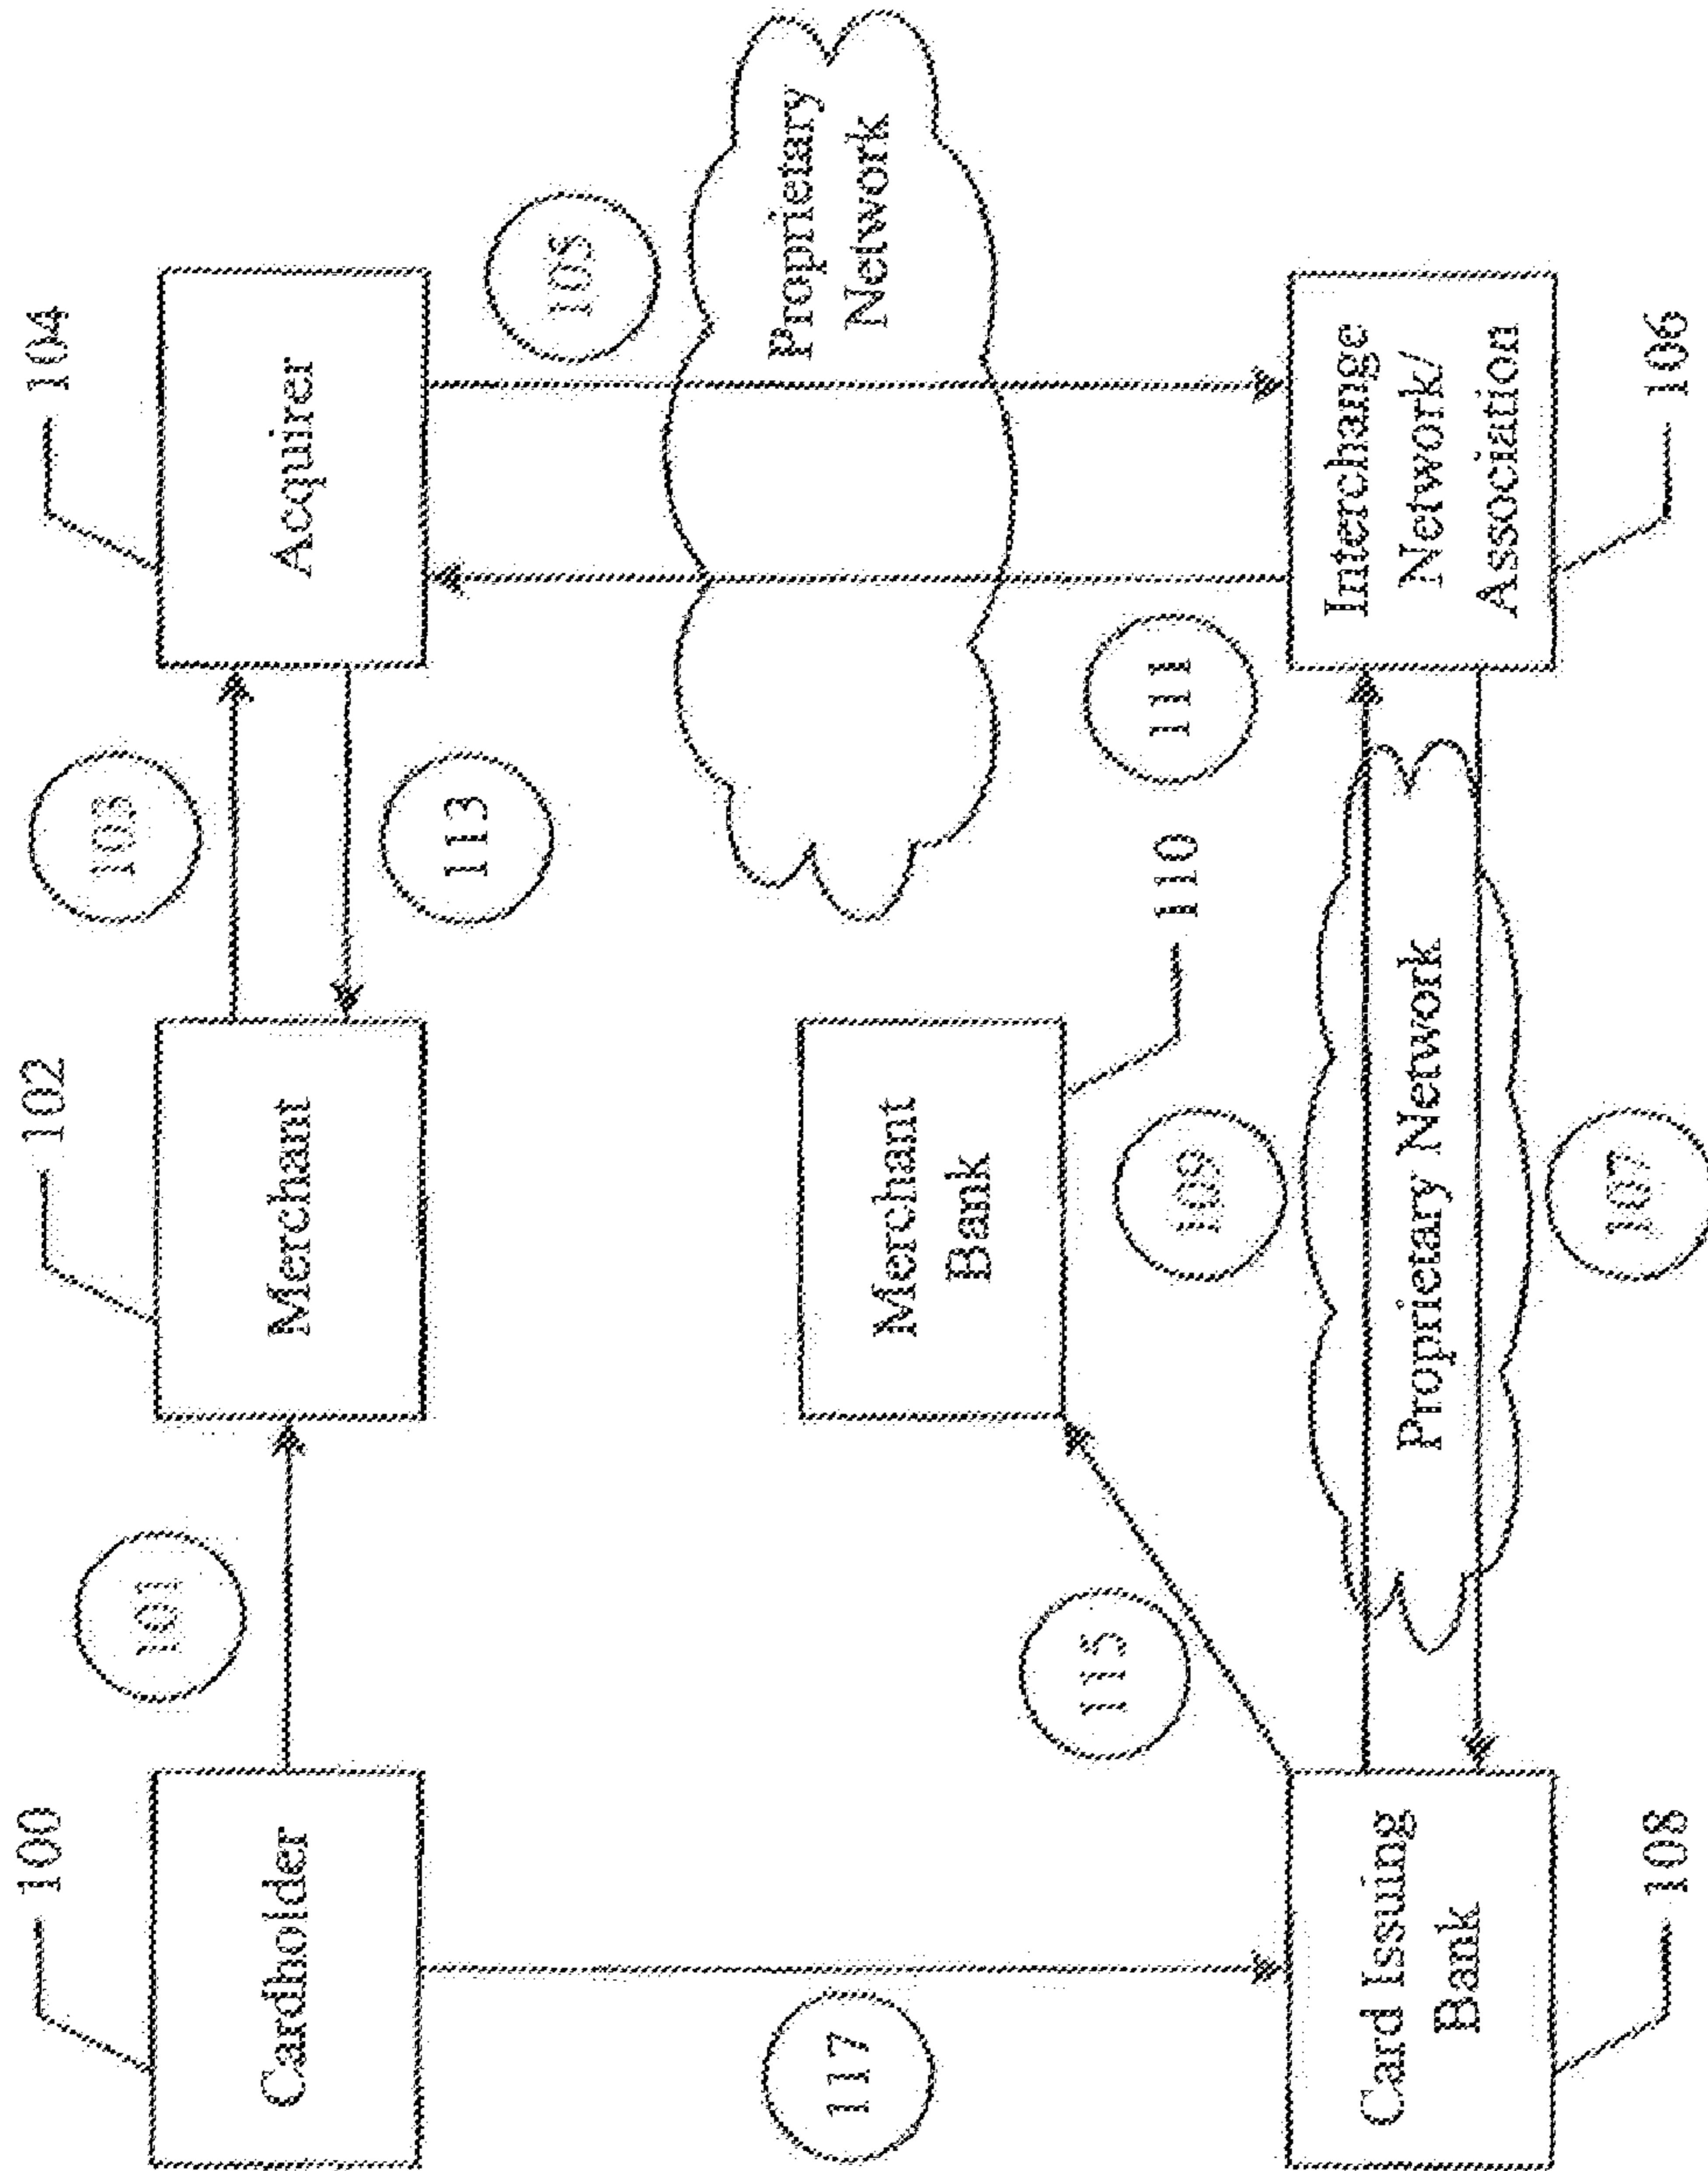 100
102
104
101
103
Cardholder
Merchant
Acquirer
113
105
Proprietary
Network
117
Merchant
Bank
110
115
109
111
Card Issuing
Bank
Proprietary Network
Interchange
Network/
Association
107
108
106